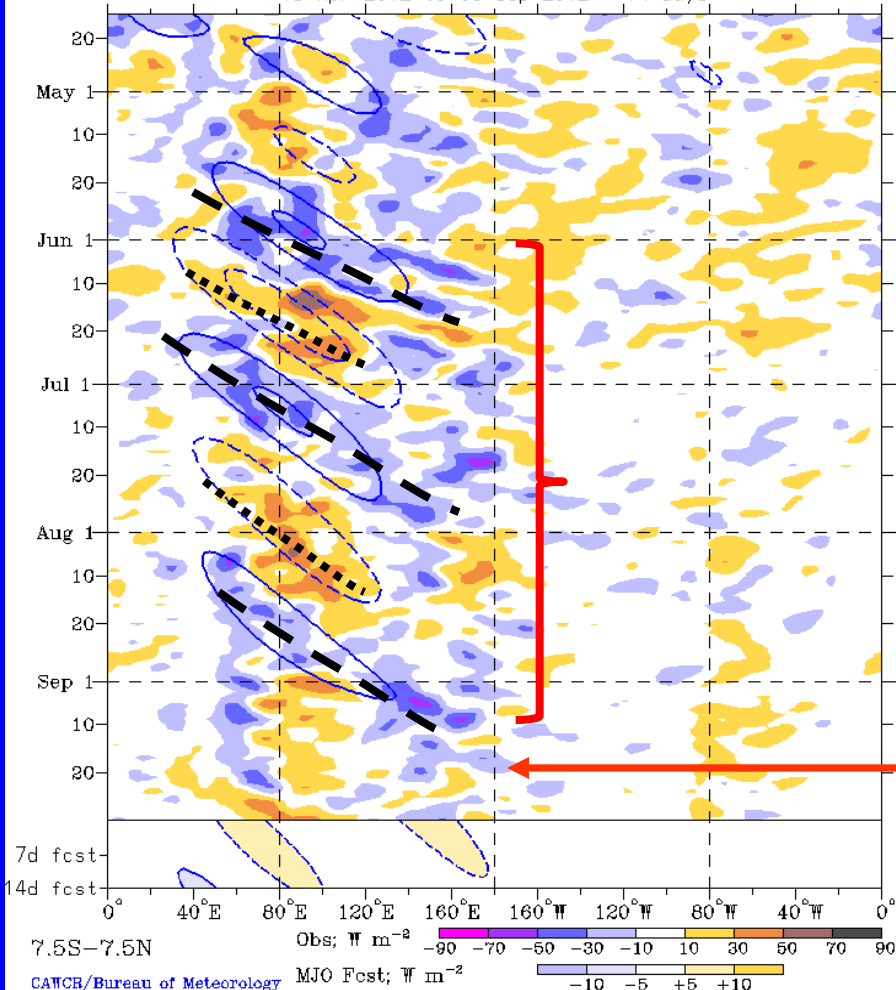 20
May 1
10
20
Jun 1
10
20
Jul 1
10
20
Aug 1
10
20
Sep 1
10
20
7d fcst
14d fcst
0° 40°E 80°E 120°E 160°E 160°W 120°W 80°W 40°W 0°
7.5S-7.5N
Obs; W m⁻²
-90 -70 -50 -30 -10 10 30 50 70 90
CAWCR/Bureau of Meteorology
MJO Fcst; W m⁻²
-10 -5 +5 +10